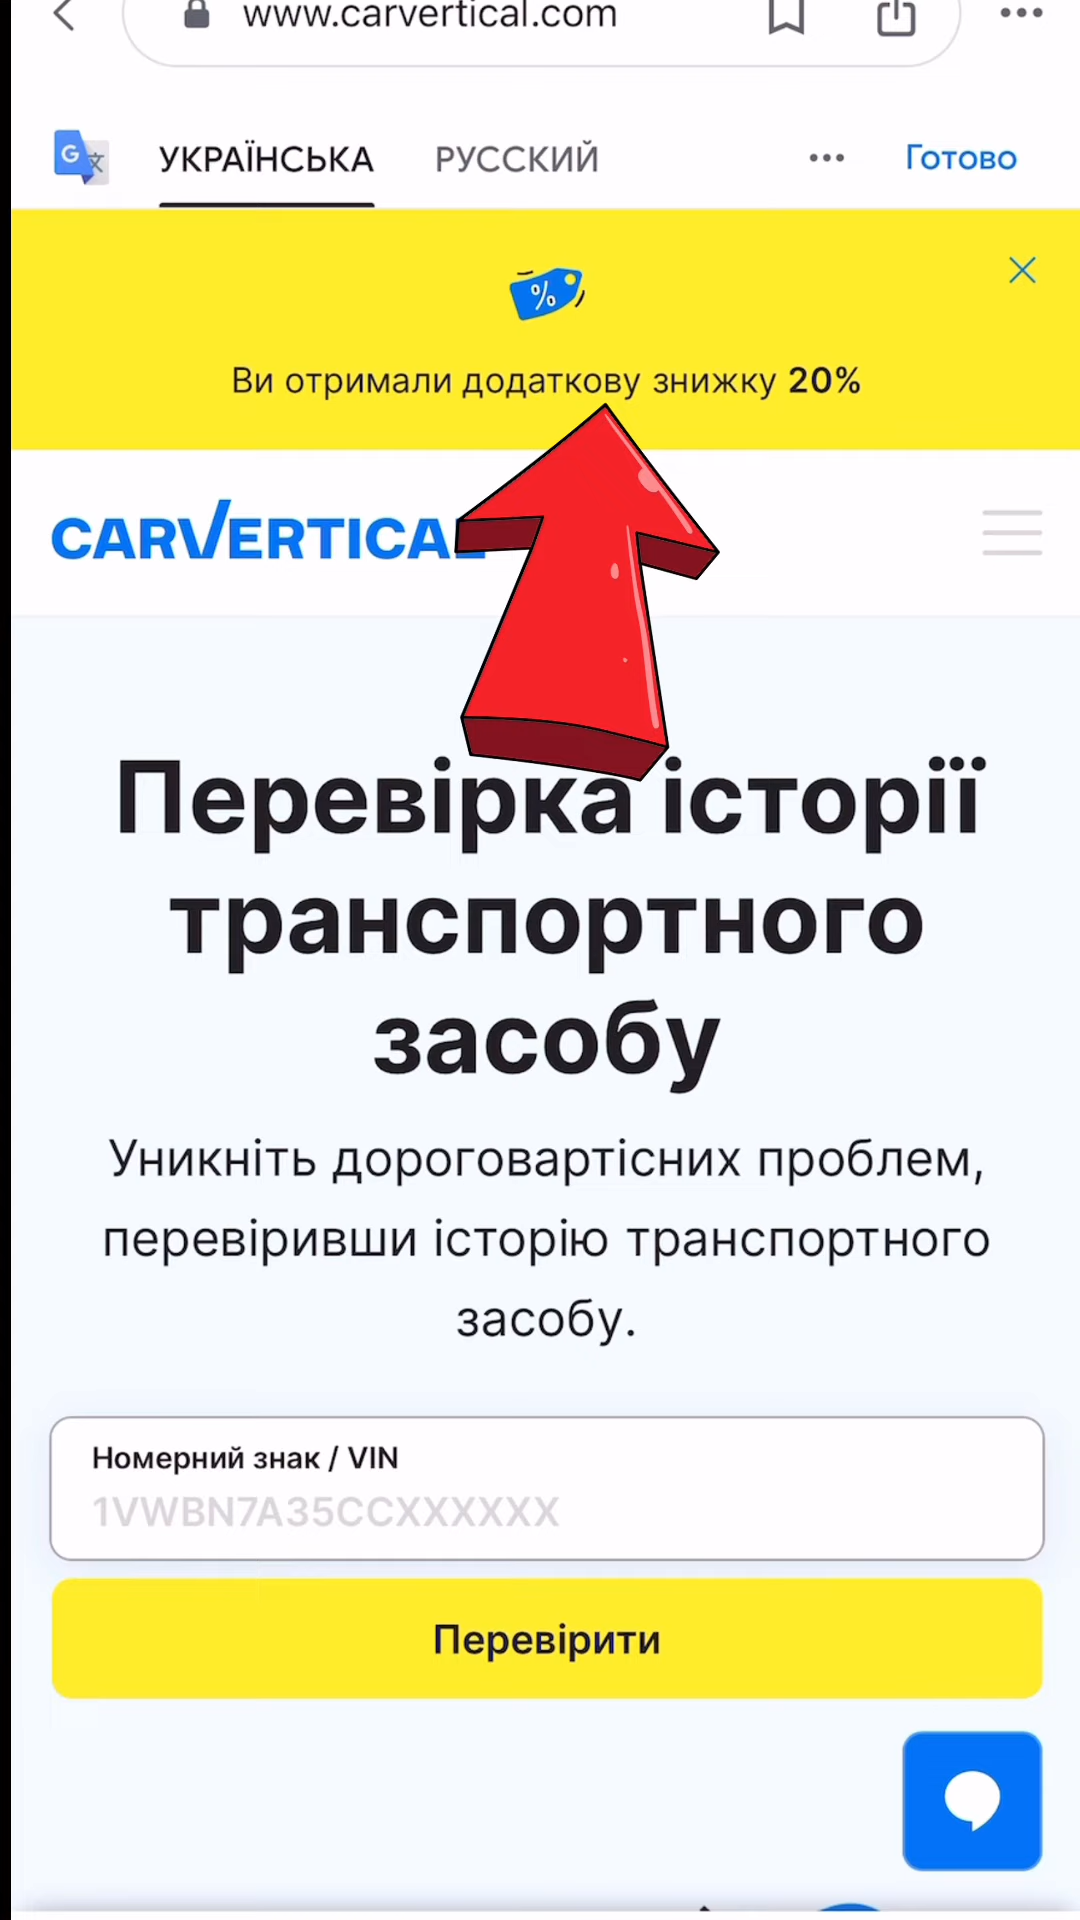 www.carvertical.com
УКРАЇНСЬКА
РУССКИЙ
Готово
Ви отримали додаткову знижку 20%
CARVERTICAL
Перевірка історії
транспортного
засобу
Уникніть дороговартісних проблем,
перевіривши історію транспортного
засобу.
Номерний знак / VIN
1VWBN7A35CCXXXXXX
Перевірити